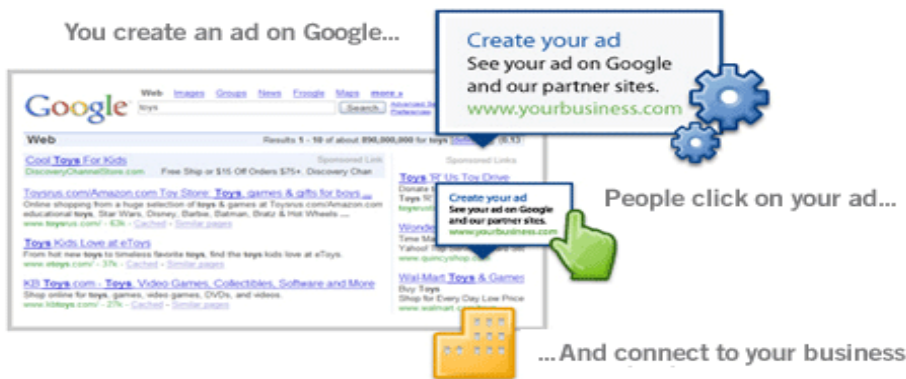 You create an ad on Google...
Create your ad
See your ad on Google
and our partner sites.
www.yourbusiness.com
Google
Web Images Groups News Froogle Maps more »
toys
Search
Preferences
Web
Results 1 - 10 of about 890,000,000 for toys
Cool Toys For Kids
Sponsored Link
DiscoveryChannelStore.com Free Ship or $15 Off Orders $75+. Discovery Chan
Toysrus.com/Amazon.com Toy Store: Toys, games & gifts for boys ...
Online shopping from a huge selection of toys & games at Toysrus.com/Amazon.com
educational toys, Star Wars, Disney, Barbie, Batman, Bratz & Hot Wheels ...
www.toysrus.com/ - 63k - Cached - Similar pages
Toys Kids Love at eToys
From hot new toys to timeless favorite toys, find the toys kids love at eToys.
www.etoys.com/ - 37k - Cached - Similar pages
KB Toys.com - Toys, Video Games, Collectibles, Software and More
Shop online for toys, games, video games, DVDs, and videos.
www.kbtoys.com/ - 27k - Cached - Similar pages
Sponsored Links
Toys 'R' Us Toy Drive
Create your ad
See your ad on Google
and our partner sites.
www.yourbusiness.com
Wal-Mart Toys & Games
Buy Toys
Shop for Every Day Low Price
www.walmart.com
People click on your ad...
...And connect to your business